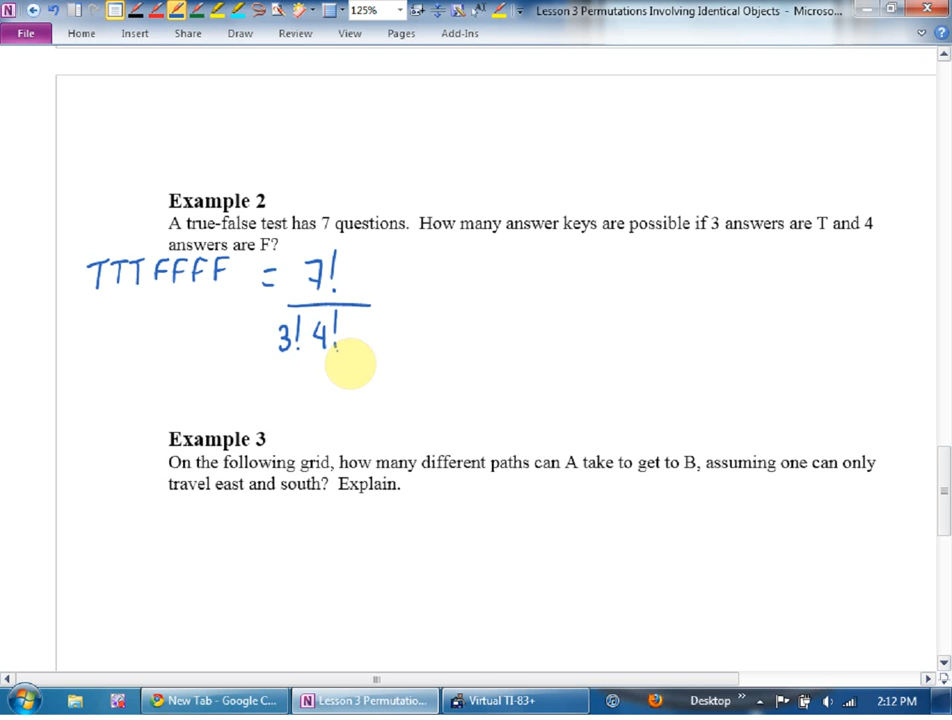 Lesson 3 Permutations Involving Identical Objects - Microso...
125%
File Home Insert Share Draw Review View Pages Add-Ins
Example 2
A true-false test has 7 questions. How many answer keys are possible if 3 answers are T and 4
answers are F?
TTTFFFF = 7!
3! 4!
Example 3
On the following grid, how many different paths can A take to get to B, assuming one can only
travel east and south? Explain.
New Tab - Google C... Lesson 3 Permutatio... Virtual TI-83+ Desktop 2:12 PM